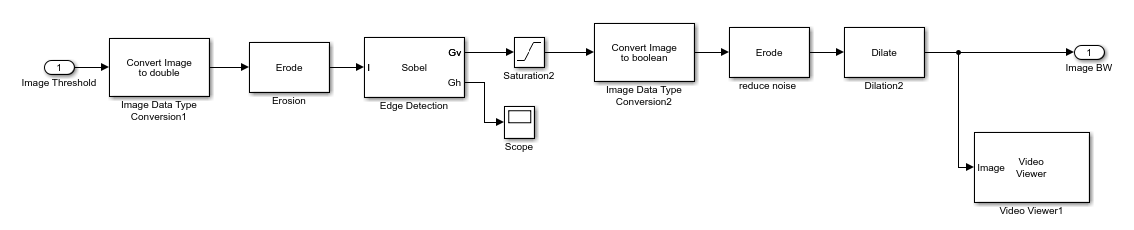 1
Image Threshold
Convert Image
to double
Image Data Type
Conversion1
Erode
Erosion
I
Sobel
Gv
Gh
Edge Detection
Saturation2
Scope
Convert Image
to boolean
Image Data Type
Conversion2
Erode
reduce noise
Dilate
Dilation2
1
Image BW
Image
Video
Viewer
Video Viewer1